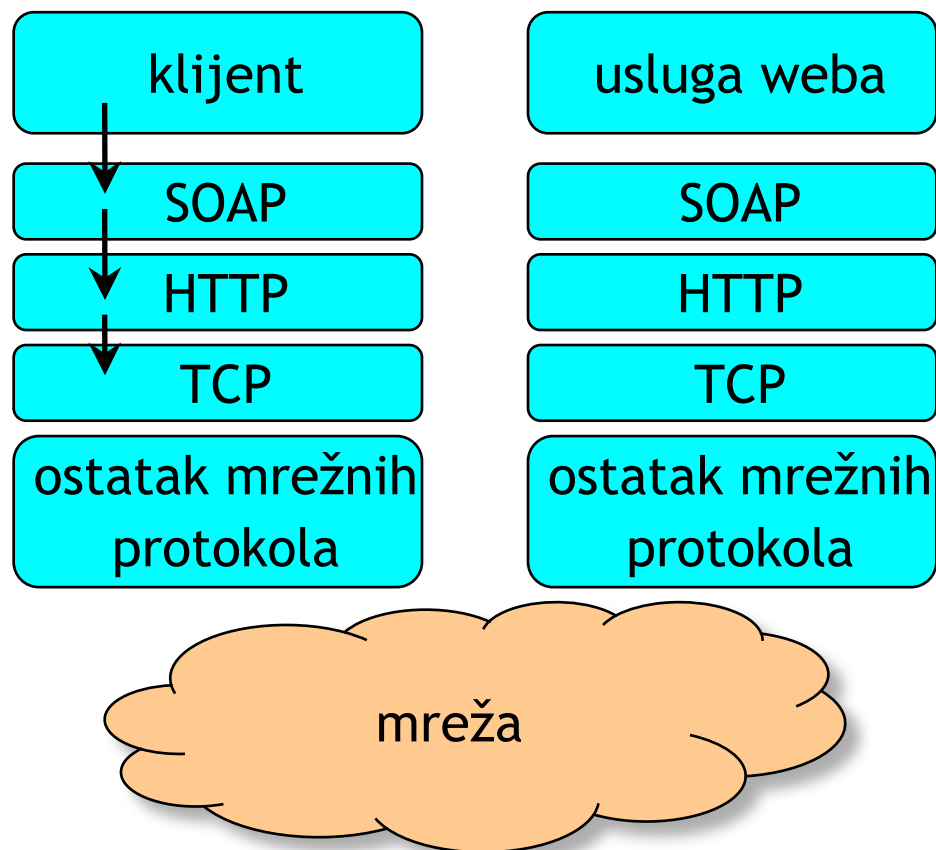 klijent
SOAP
HTTP
TCP
ostatak mrežnih
protokola
usluga weba
SOAP
HTTP
TCP
ostatak mrežnih
protokola
mreža